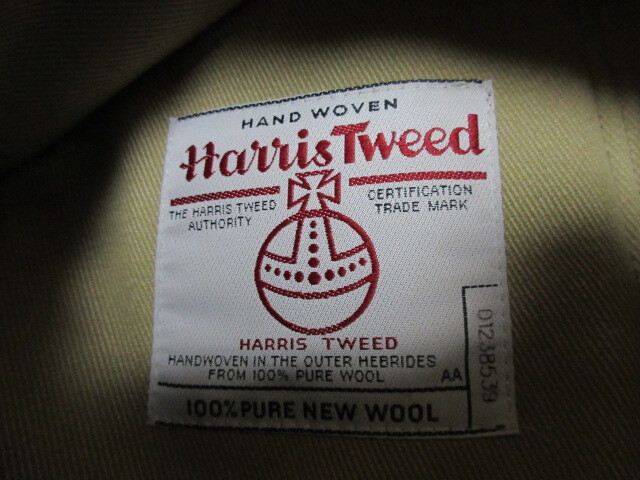 HAND WOVEN
Harris Tweed
THE HARRIS TWEED
AUTHORITY
CERTIFICATION
TRADE MARK
HARRIS TWEED
HANDWOVEN IN THE OUTER HEBRIDES
FROM 100% PURE WOOL
AA
01238539
100% PURE NEW WOOL